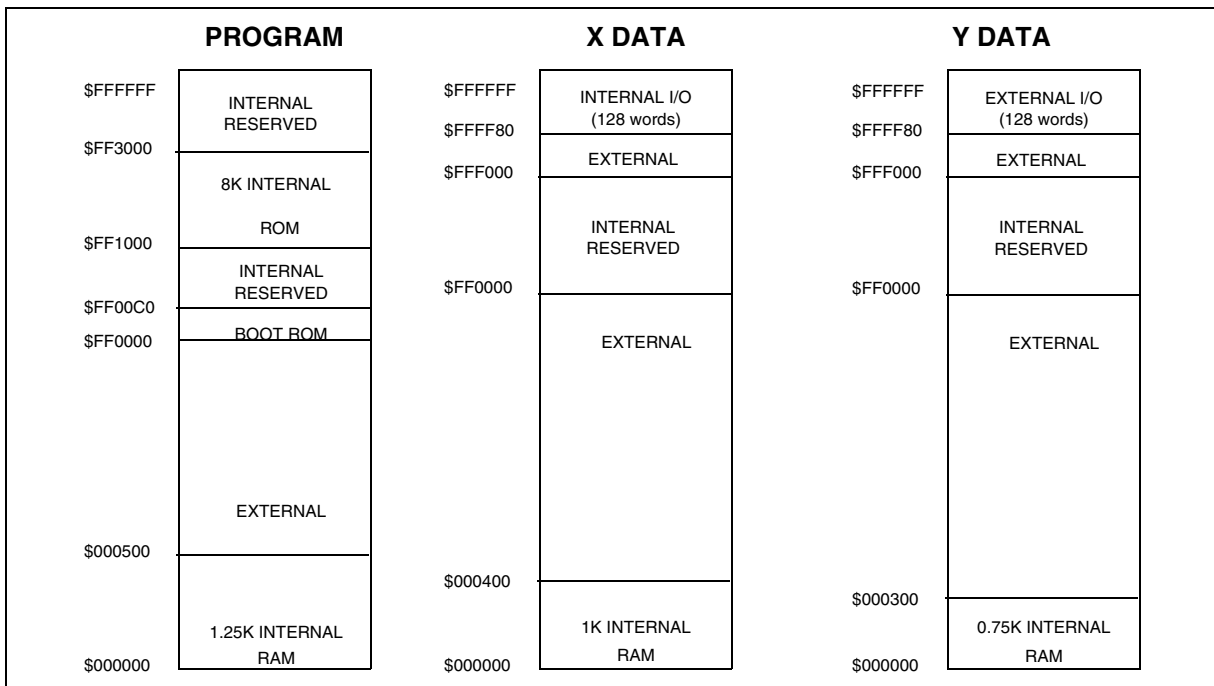 PROGRAM
$FFFFFF
INTERNAL
RESERVED
$FF3000
8K INTERNAL
ROM
$FF1000
INTERNAL
RESERVED
$FF00C0
BOOT ROM
$FF0000
EXTERNAL
$000500
1.25K INTERNAL
RAM
$000000
X DATA
$FFFFFF
INTERNAL I/O
(128 words)
$FFFF80
EXTERNAL
$FFF000
INTERNAL
RESERVED
$FF0000
EXTERNAL
$000400
1K INTERNAL
RAM
$000000
Y DATA
$FFFFFF
EXTERNAL I/O
(128 words)
$FFFF80
EXTERNAL
$FFF000
INTERNAL
RESERVED
$FF0000
EXTERNAL
$000300
0.75K INTERNAL
RAM
$000000